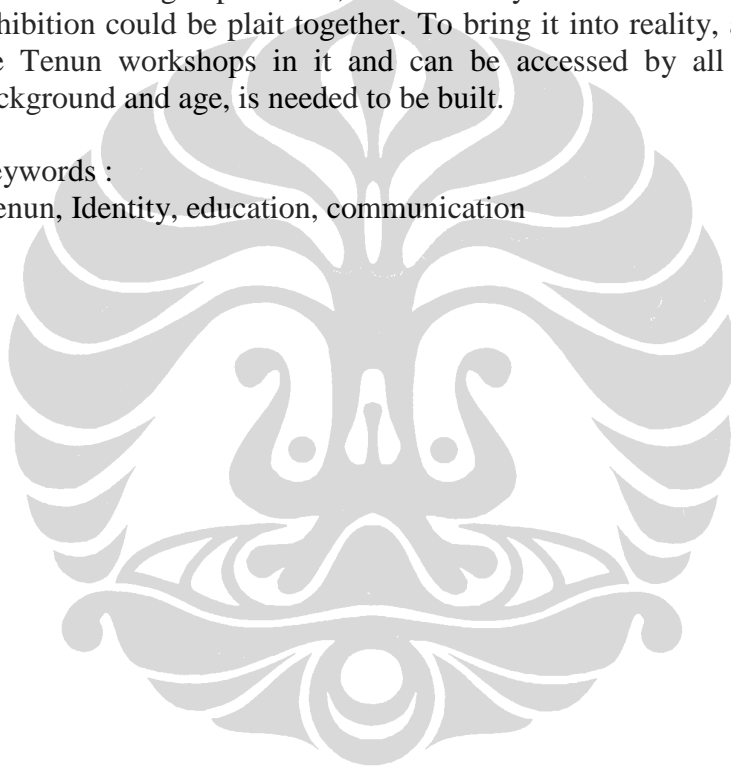 hibition could be plait together. To bring it into reality,
e Tenun workshops in it and can be accessed by all
ckground and age, is needed to be built.
eywords :
enun, Identity, education, communication